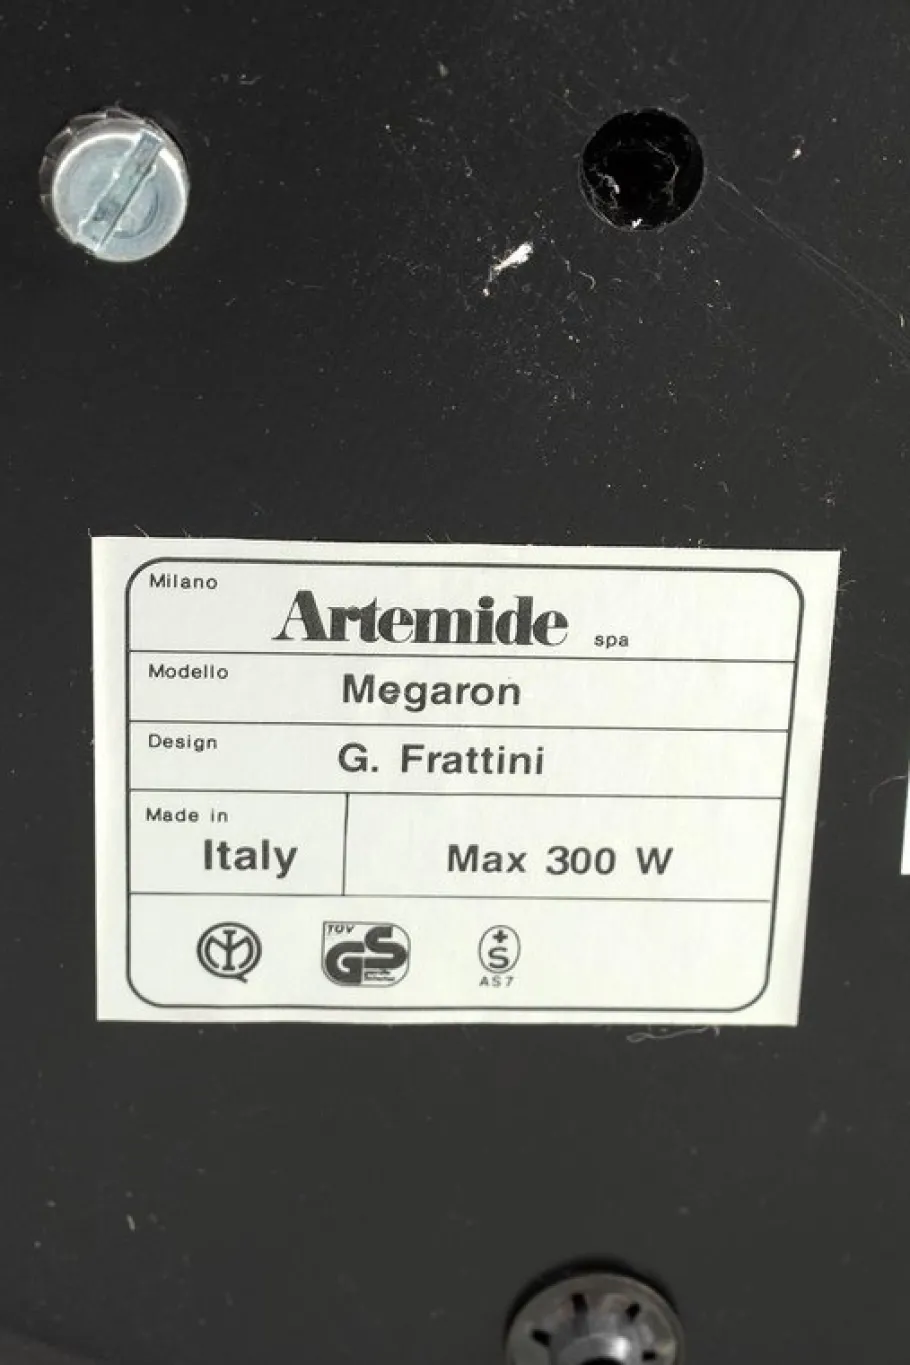 Milano
Artemide spa
Modello
Megaron
Design
G. Frattini
Made in
Italy
Max 300 W
TÜV
GS
+
S
AS7